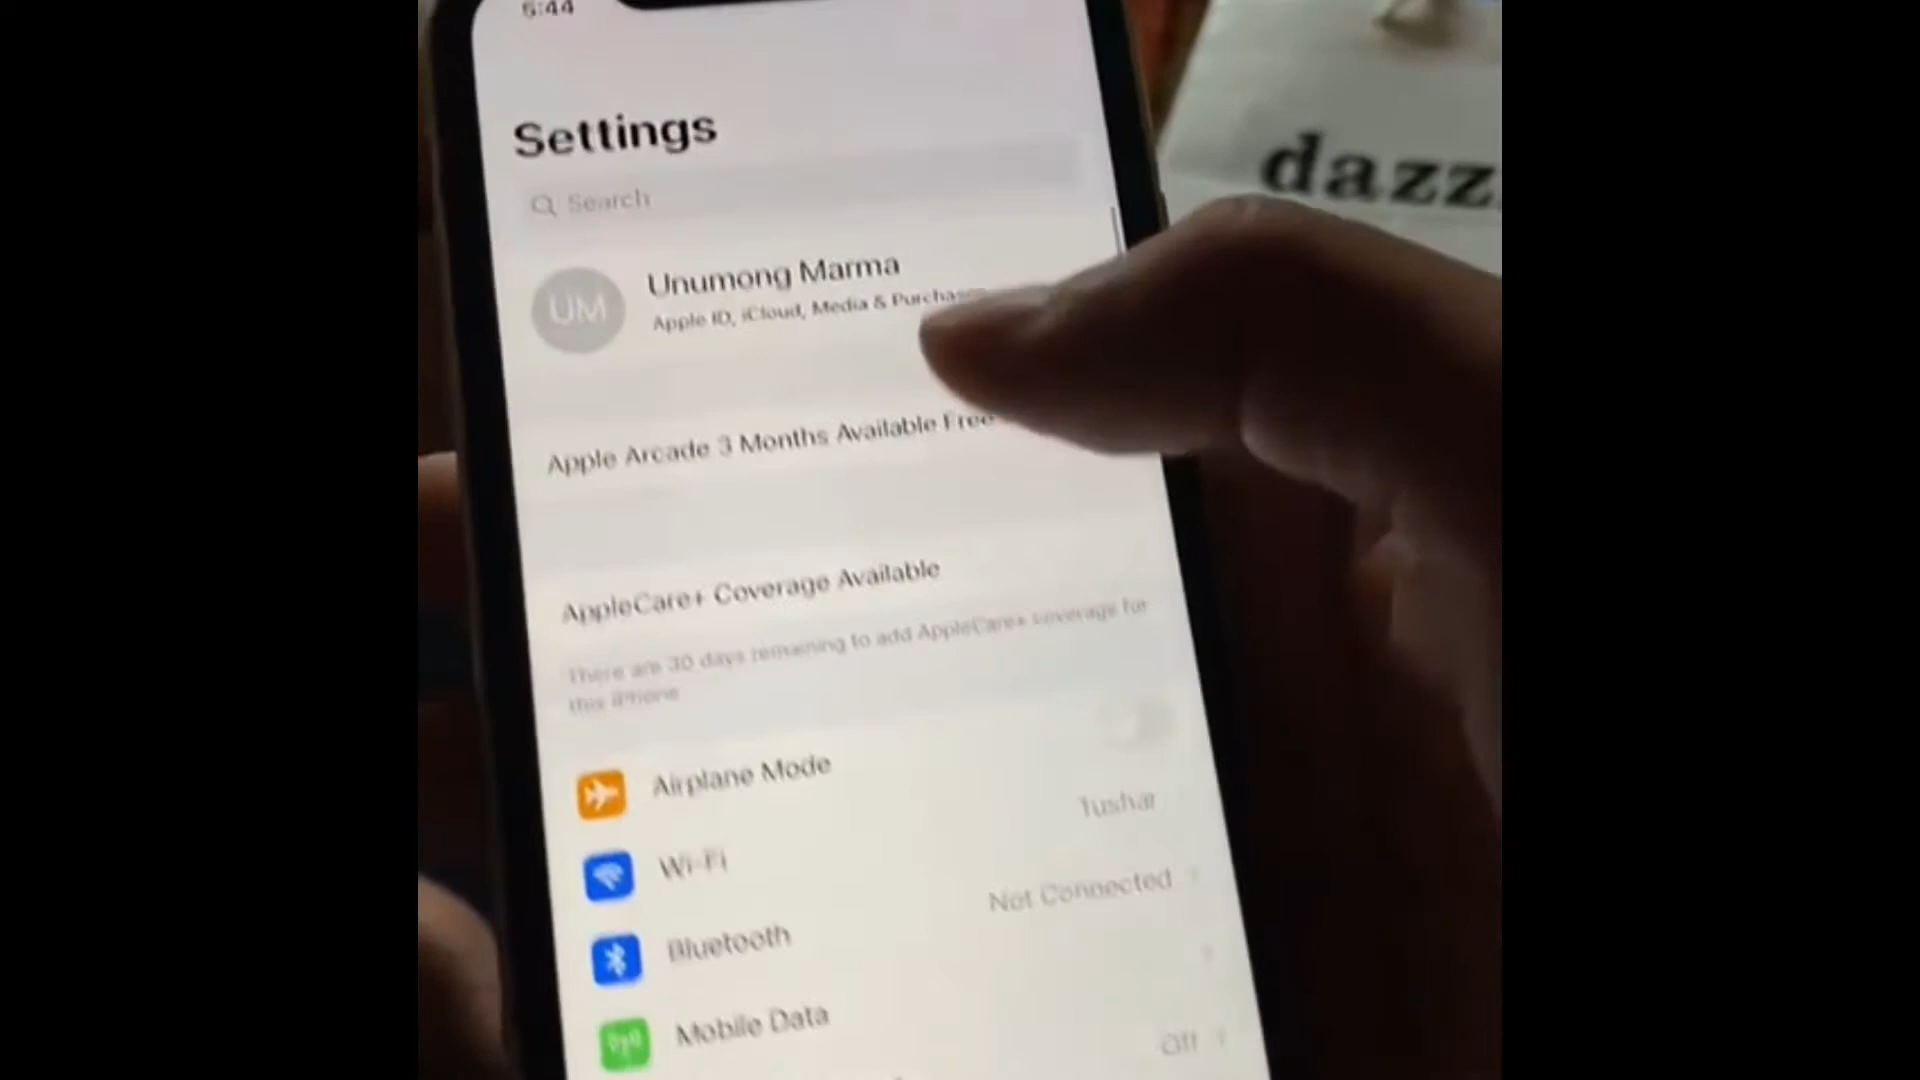 5:44
Settings
Search
UM
Unumong Marma
Apple ID, iCloud, Media & Purchas
Apple Arcade 3 Months Available Free
AppleCare+ Coverage Available
There are 30 days remaining to add AppleCare+ coverage for
this iPhone
Airplane Mode
Wi-Fi Tushar
Bluetooth Not Connected
Mobile Data
Off
dazz